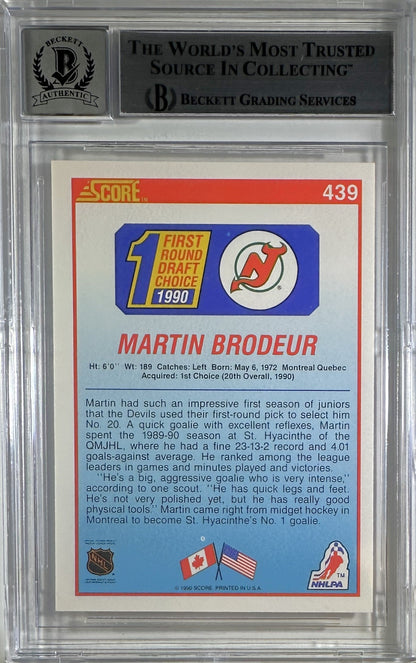 BECKETT
B
AUTHENTIC
THE WORLD'S MOST TRUSTED
SOURCE IN COLLECTING™
B BECKETT GRADING SERVICES
SCORE TM
439
1 FIRST
ROUND
DRAFT
CHOICE
1990
NJ ®
MARTIN BRODEUR
Ht: 6'0" Wt: 189 Catches: Left Born: May 6, 1972 Montreal Quebec
Acquired: 1st Choice (20th Overall, 1990)
Martin had such an impressive first season of juniors
that the Devils used their first-round pick to select him
No. 20. A quick goalie with excellent reflexes, Martin
spent the 1989-90 season at St. Hyacinthe of the
QMJHL, where he had a fine 23-13-2 record and 4.01
goals-against average. He ranked among the league
leaders in games and minutes played and victories.
"He's a big, aggressive goalie who is very intense,"
according to one scout. "He has quick legs and feet.
He's not very polished yet, but he has really good
physical tools." Martin came right from midget hockey in
Montreal to become St. Hyacinthe's No. 1 goalie.
NHL
TM
NHLPA
© 1990 SCORE, PRINTED IN U.S.A.